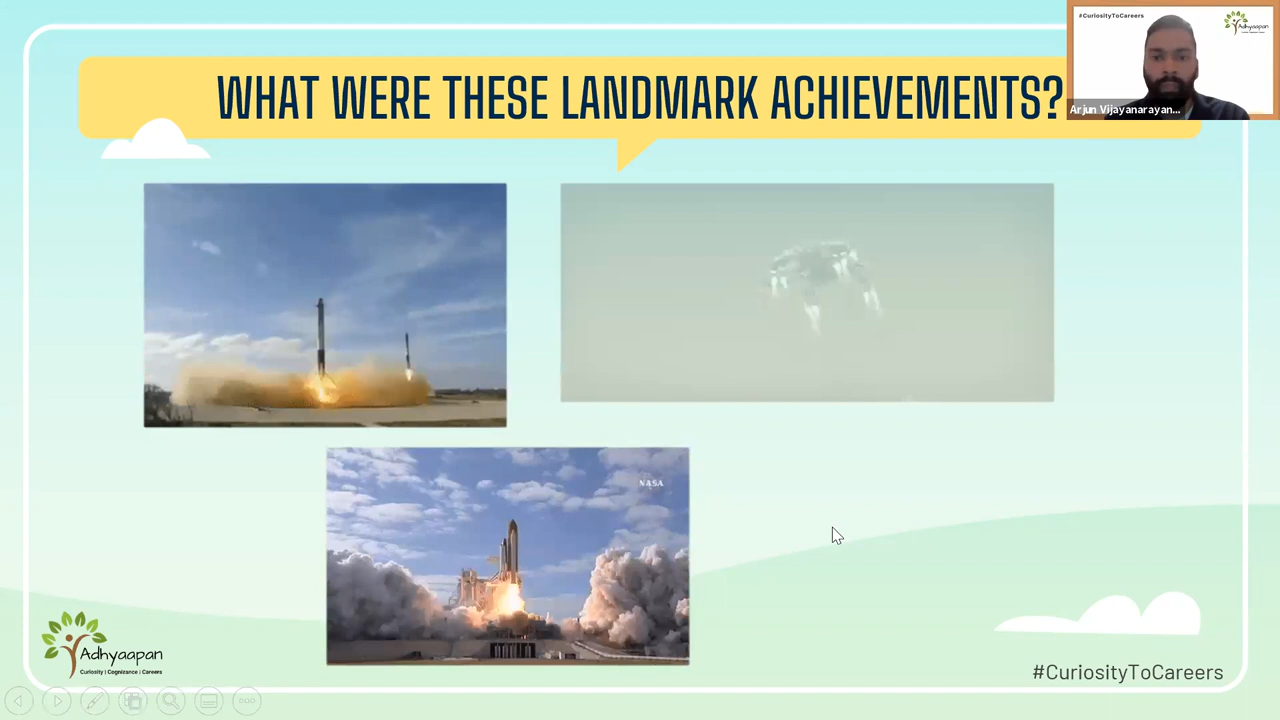 #CuriosityToCareers
Adhyaapan
WHAT WERE THESE LANDMARK ACHIEVEMENTS?
Arjun Vijayanarayan...
NASA
Adhyaapan
Curiosity | Cognizance | Careers
#CuriosityToCareers